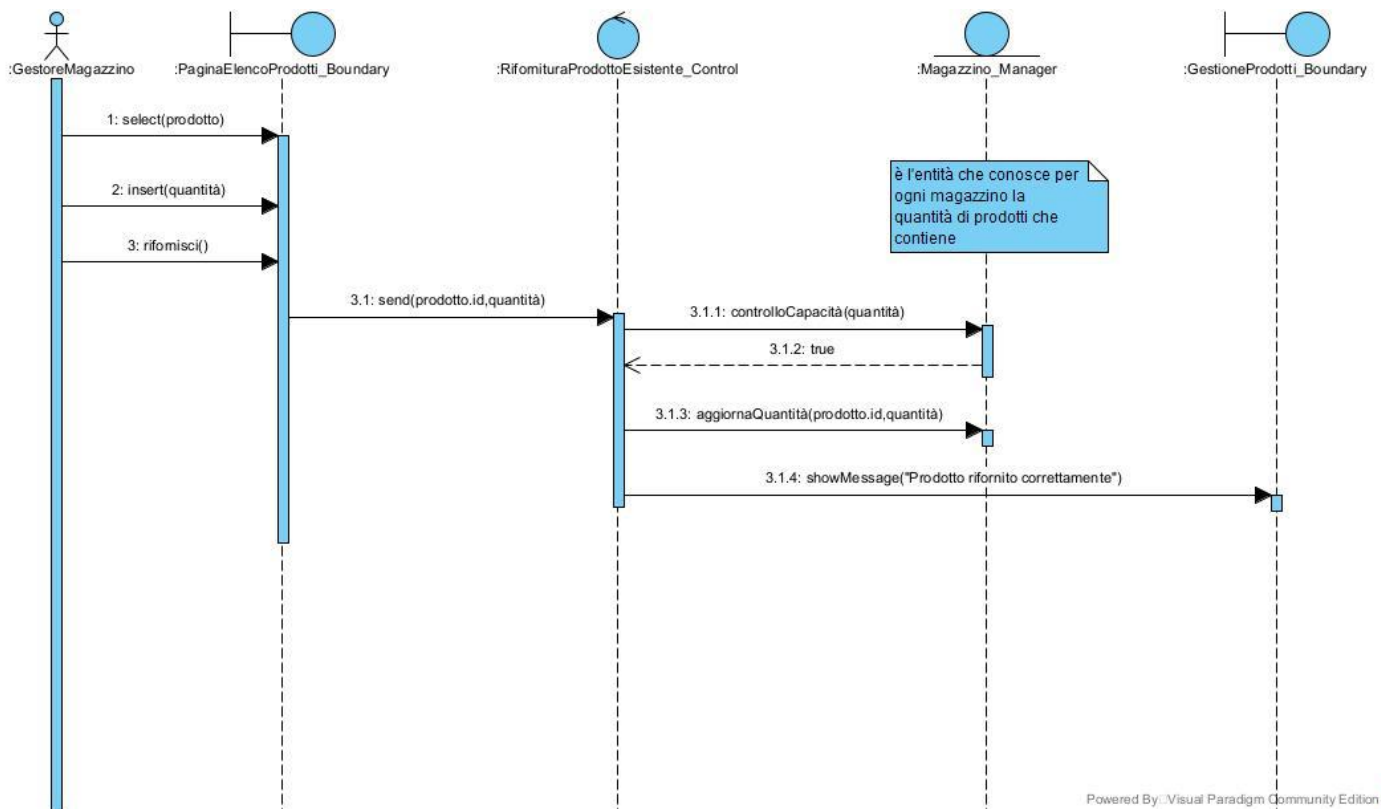 :GestoreMagazzino
:PaginaElencoProdotti_Boundary
:RifornituraProdottoEsistente_Control
:Magazzino_Manager
:GestioneProdotti_Boundary
1: select(prodotto)
è l'entità che conosce per
ogni magazzino la
quantità di prodotti che
contiene
2: insert(quantità)
3: rifornisci()
3.1: send(prodotto.id,quantità)
3.1.1: controlloCapacità(quantità)
3.1.2: true
3.1.3: aggiornaQuantità(prodotto.id,quantità)
3.1.4: showMessage("Prodotto rifornito correttamente")
Powered By Visual Paradigm Community Edition